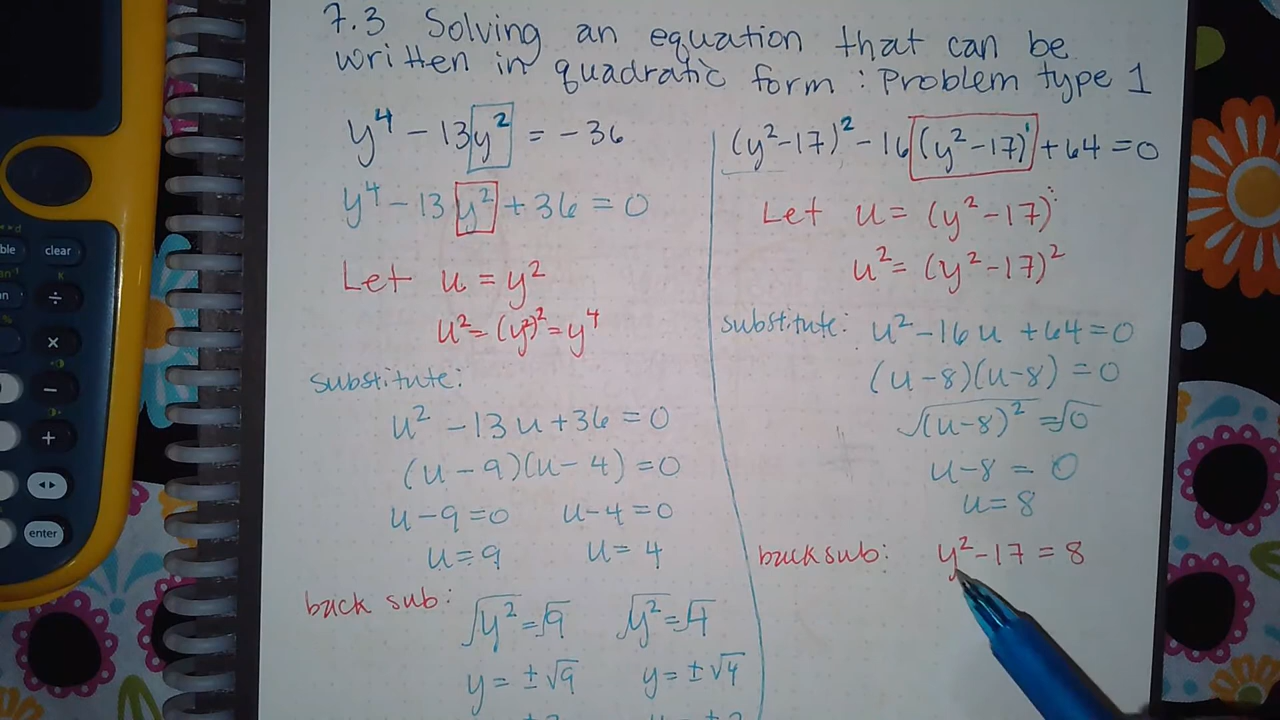 7.3 Solving an equation that can be
written in quadratic form : Problem type 1
y⁴ - 13y² = -36
y⁴ - 13y² + 36 = 0
Let u = y²
u² = (y²)² = y⁴
substitute:
u² - 13u + 36 = 0
(u - 9)(u - 4) = 0
u - 9 = 0 u - 4 = 0
u = 9 u = 4
back sub:
√y² = √9 √y² = √4
y = ±√9 y = ±√4
(y² - 17)² - 16(y² - 17)¹ + 64 = 0
Let u = (y² - 17)
u² = (y² - 17)²
substitute: u² - 16u + 64 = 0
(u - 8)(u - 8) = 0
√(u - 8)² = √0
u - 8 = 0
u = 8
back sub: y² - 17 = 8
clear
÷
×
−
+
enter